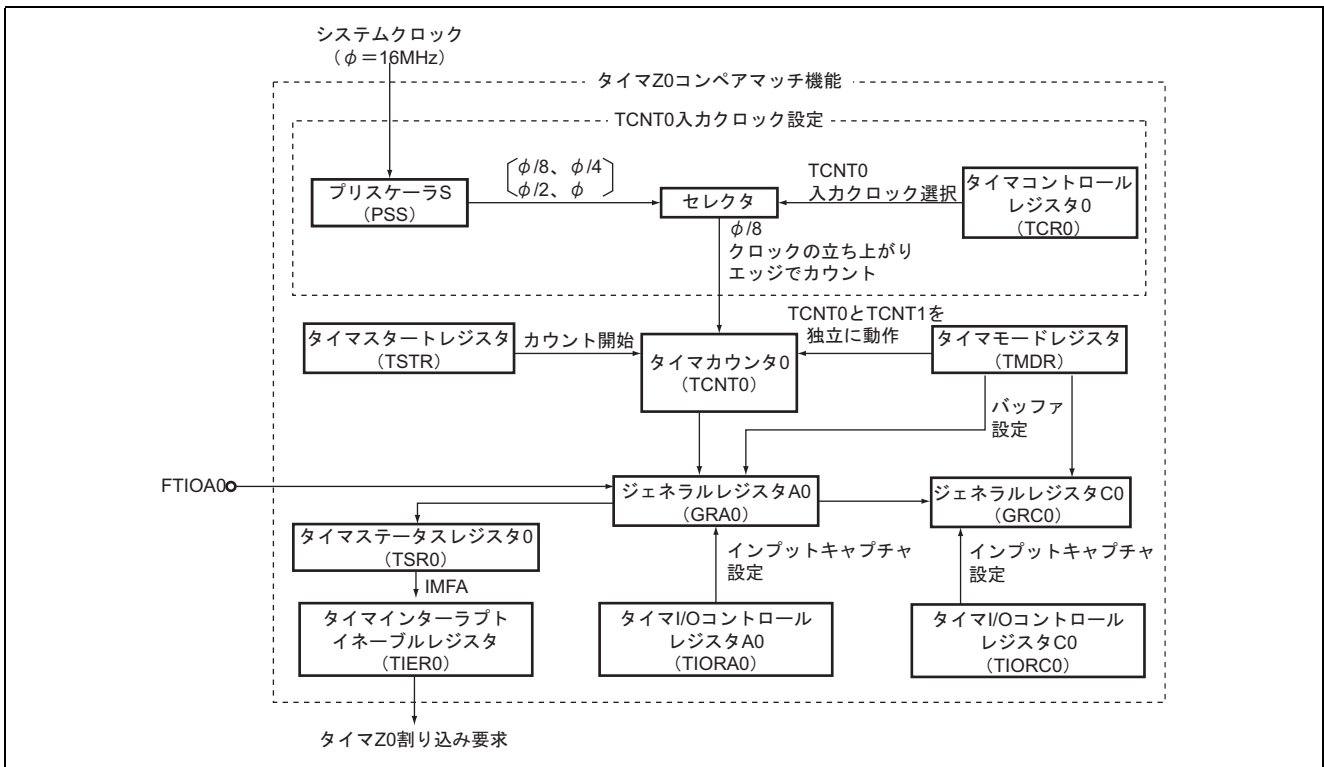 システムクロック
（φ＝16MHz）
タイマZ0コンペアマッチ機能
TCNT0入力クロック設定
プリスケーラS
（PSS）
φ/8、φ/4
φ/2、φ
セレクタ
TCNT0
入力クロック選択
タイマコントロール
レジスタ0
（TCR0）
φ/8
クロックの立ち上がり
エッジでカウント
タイマスタートレジスタ
（TSTR）
カウント開始
タイマカウンタ0
（TCNT0）
TCNT0とTCNT1を
独立に動作
タイマモードレジスタ
（TMDR）
バッファ
設定
FTIOA0
ジェネラルレジスタA0
（GRA0）
ジェネラルレジスタC0
（GRC0）
タイマステータスレジスタ0
（TSR0）
IMFA
インプットキャプチャ
設定
インプットキャプチャ
設定
タイマインターラプト
イネーブルレジスタ
（TIER0）
タイマI/Oコントロール
レジスタA0
（TIORA0）
タイマI/Oコントロール
レジスタC0
（TIORC0）
タイマZ0割り込み要求